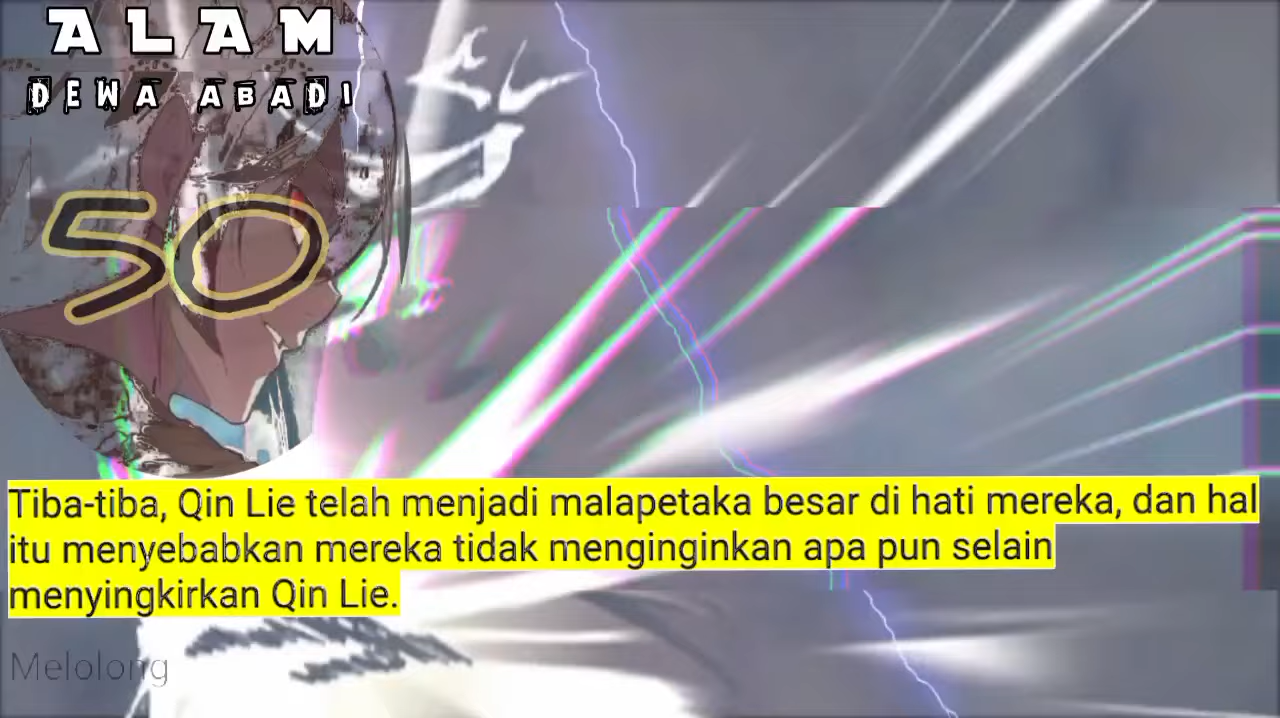 ALAM
DEWA ABADI
50
Tiba-tiba, Qin Lie telah menjadi malapetaka besar di hati mereka, dan hal
itu menyebabkan mereka tidak menginginkan apa pun selain
menyingkirkan Qin Lie.
Melolong